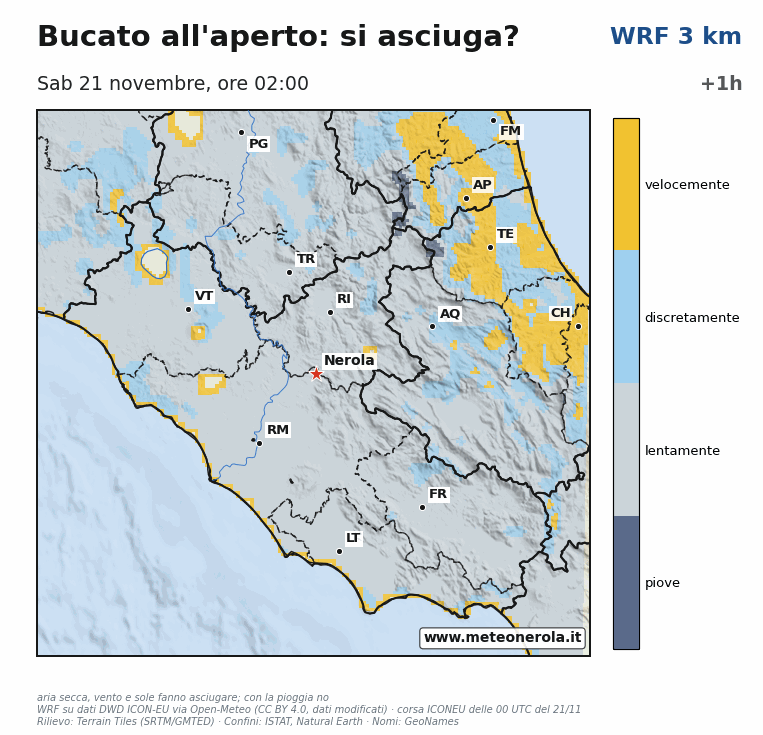 Bucato all'aperto: si asciuga?
WRF 3 km
Sab 21 novembre, ore 02:00
+1h
FM
PG
AP
TE
TR
VT
RI
AQ
CH
Nerola
RM
FR
LT
www.meteonerola.it
velocemente
discretamente
lentamente
piove
aria secca, vento e sole fanno asciugare; con la pioggia no
WRF su dati DWD ICON-EU via Open-Meteo (CC BY 4.0, dati modificati) · corsa ICONEU delle 00 UTC del 21/11
Rilievo: Terrain Tiles (SRTM/GMTED) · Confini: ISTAT, Natural Earth · Nomi: GeoNames